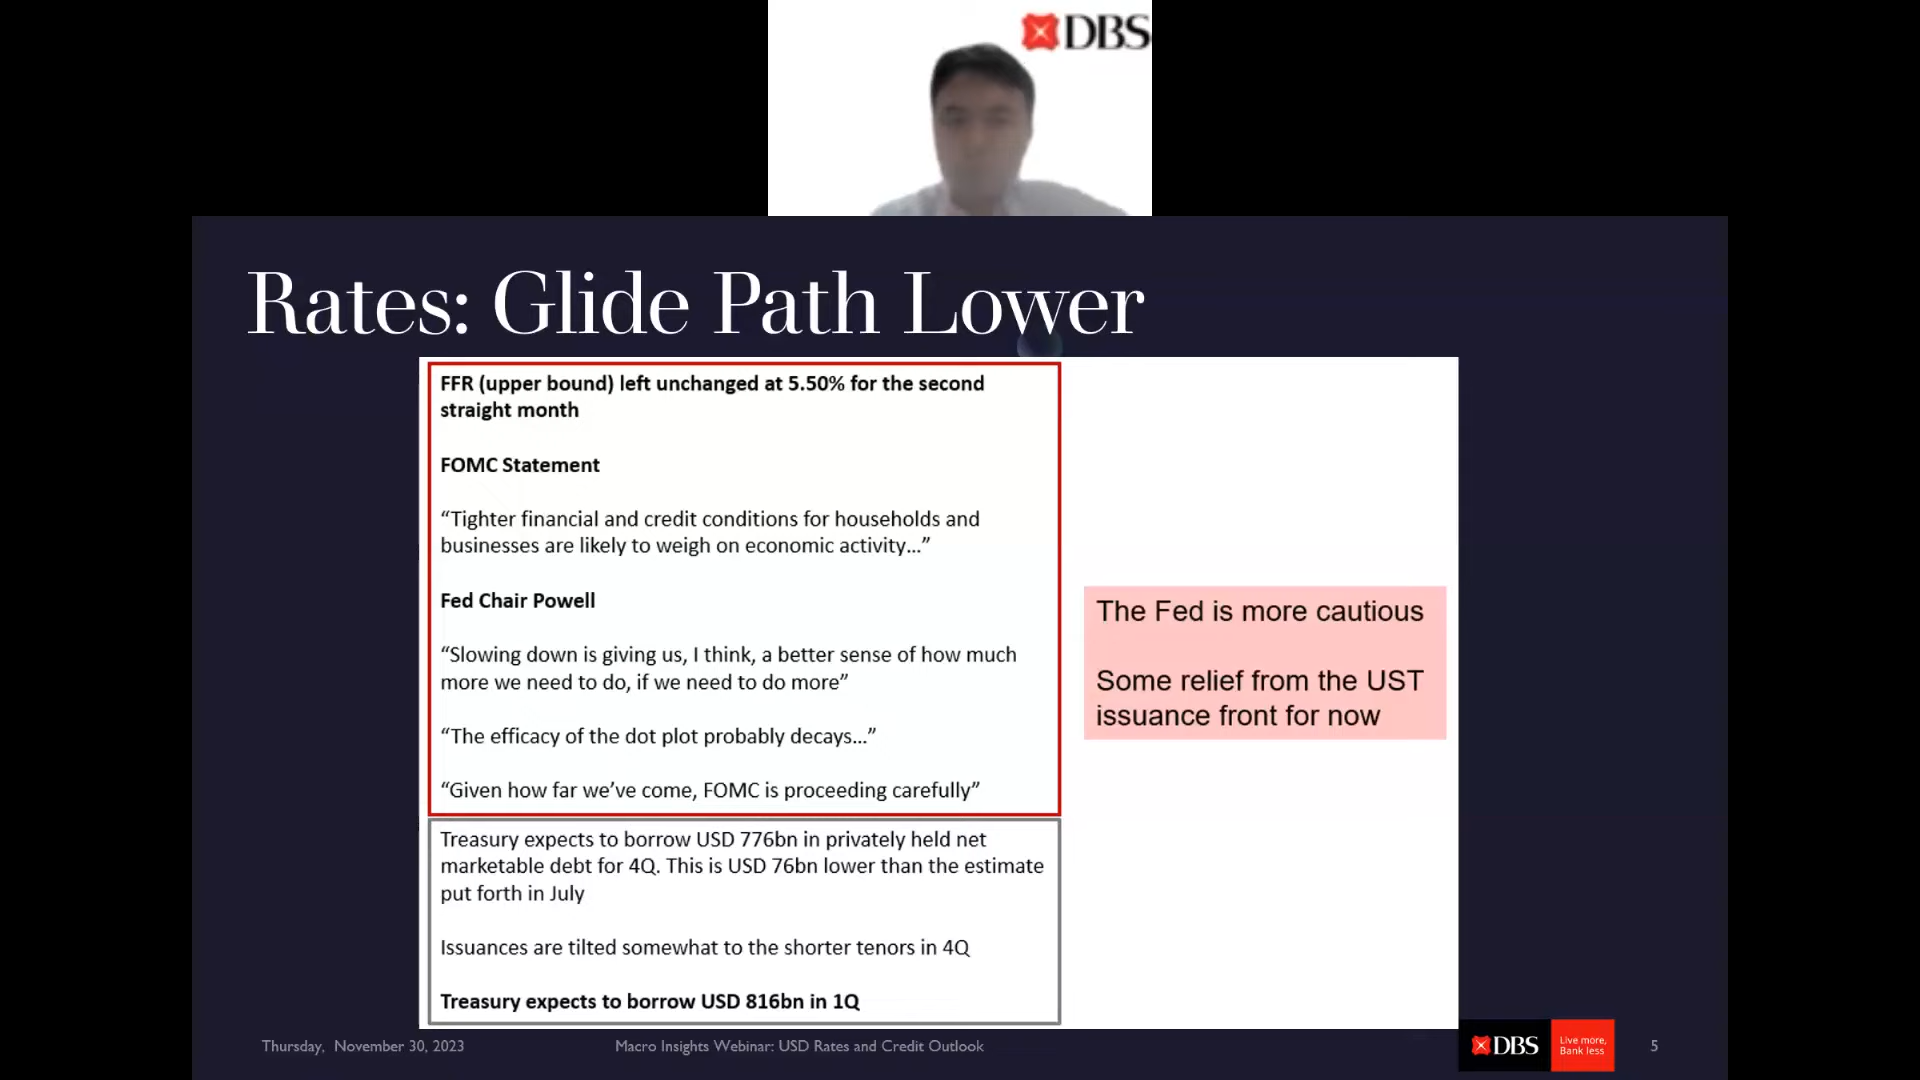 DBS
Rates: Glide Path Lower
FFR (upper bound) left unchanged at 5.50% for the second
straight month
FOMC Statement
“Tighter financial and credit conditions for households and
businesses are likely to weigh on economic activity...”
Fed Chair Powell
“Slowing down is giving us, I think, a better sense of how much
more we need to do, if we need to do more”
“The efficacy of the dot plot probably decays...”
“Given how far we’ve come, FOMC is proceeding carefully”
Treasury expects to borrow USD 776bn in privately held net
marketable debt for 4Q. This is USD 76bn lower than the estimate
put forth in July
Issuances are tilted somewhat to the shorter tenors in 4Q
Treasury expects to borrow USD 816bn in 1Q
The Fed is more cautious
Some relief from the UST
issuance front for now
Thursday, November 30, 2023
Macro Insights Webinar: USD Rates and Credit Outlook
DBS
Live more,
Bank less
5